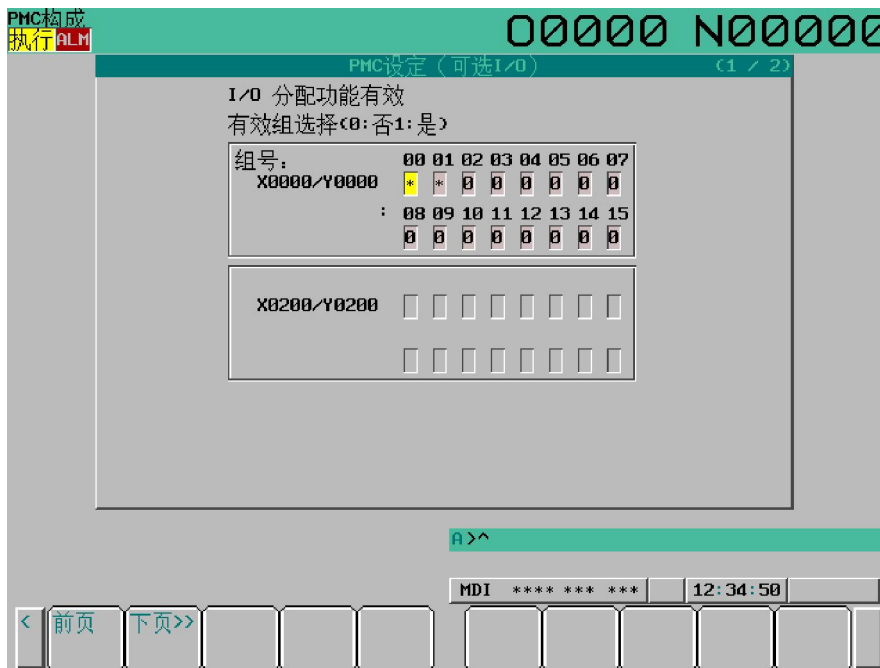 PMC构成
执行 ALM
O0000 N00000
PMC设定（可选I/O） (1 / 2)
I/O 分配功能有效
有效组选择(0:否1:是)
组号: 00 01 02 03 04 05 06 07
X0000/Y0000 * * 0 0 0 0 0 0
: 08 09 10 11 12 13 14 15
0 0 0 0 0 0 0 0
X0200/Y0200
A>^
MDI **** *** *** 12:34:50
< 前页 下页>>